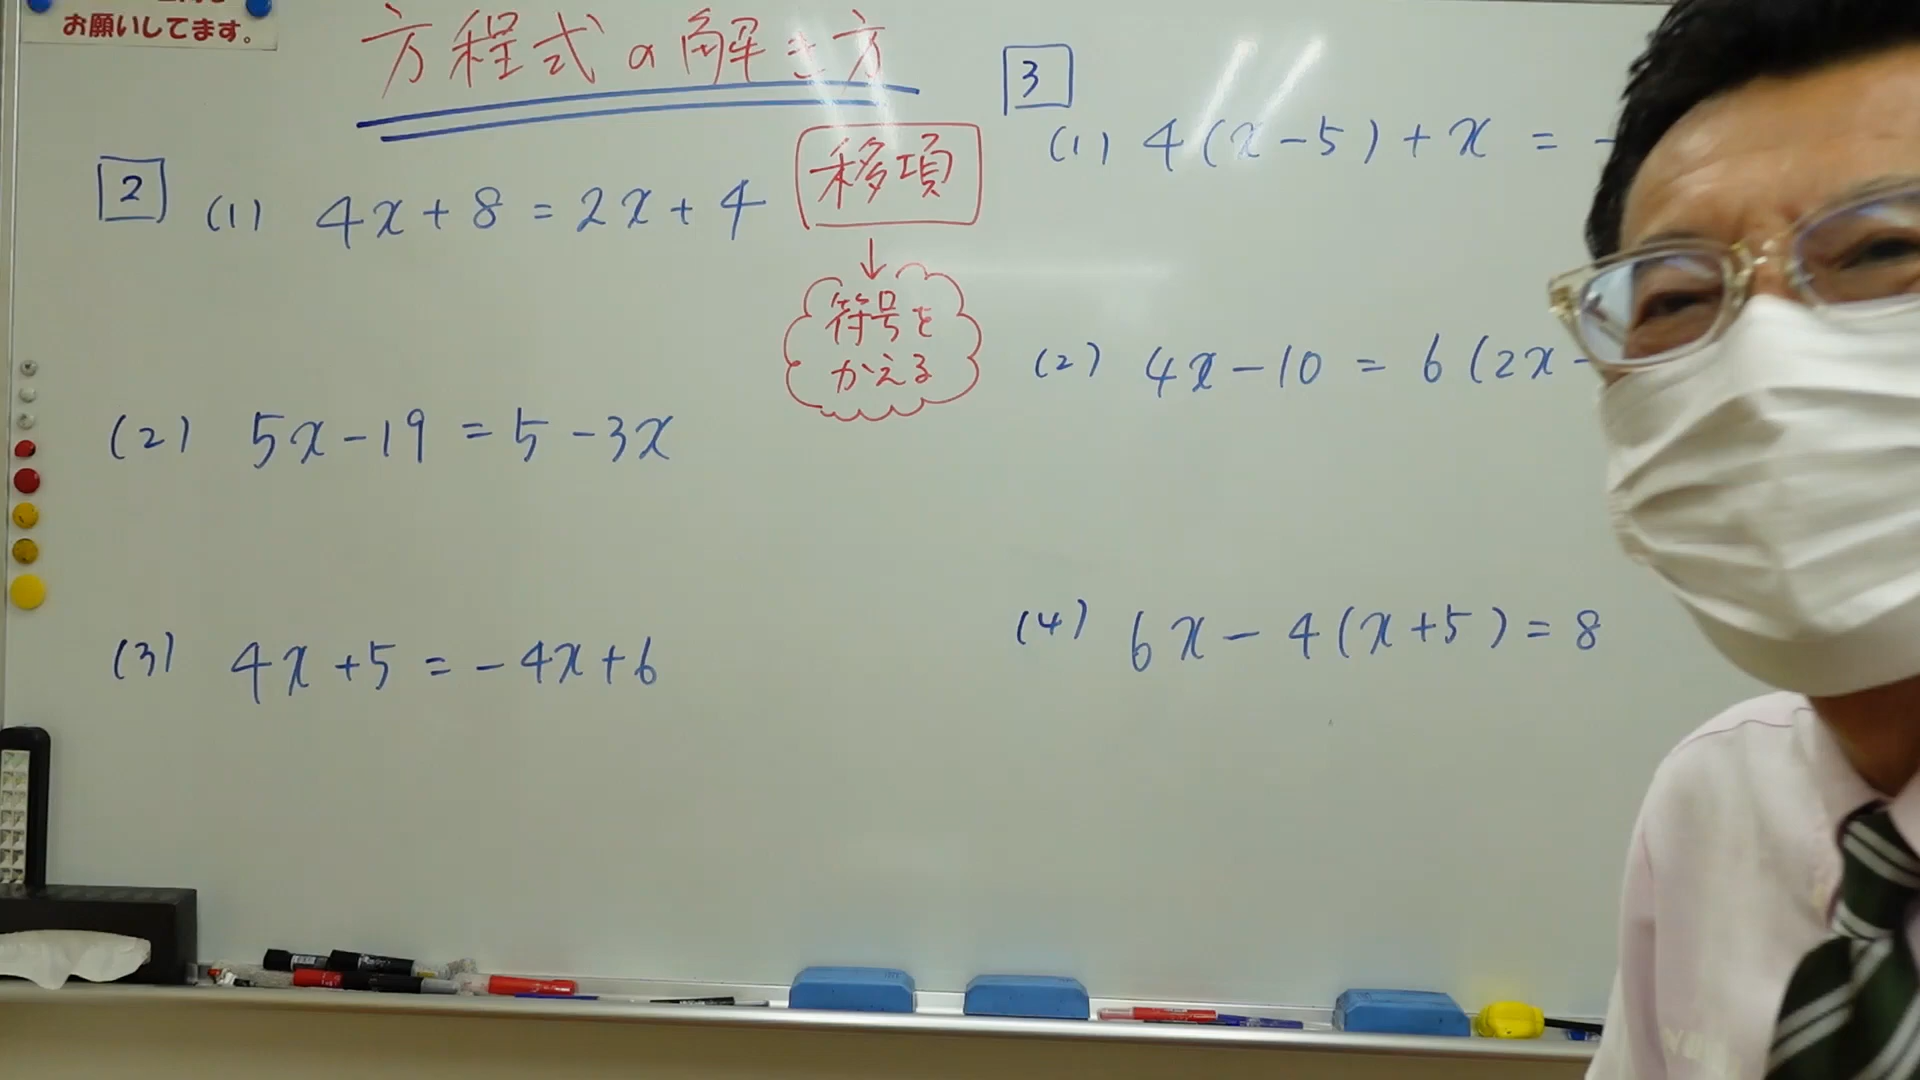 お願いしてます。
方程式の解き方
2 (1) 4x+8=2x+4
移項
↓
符号を
かえる
(2) 5x-19=5-3x
(3) 4x+5=-4x+6
3
(1) 4(x-5)+x=-
(2) 4x-10=6(2x-
(4) 6x-4(x+5)=8